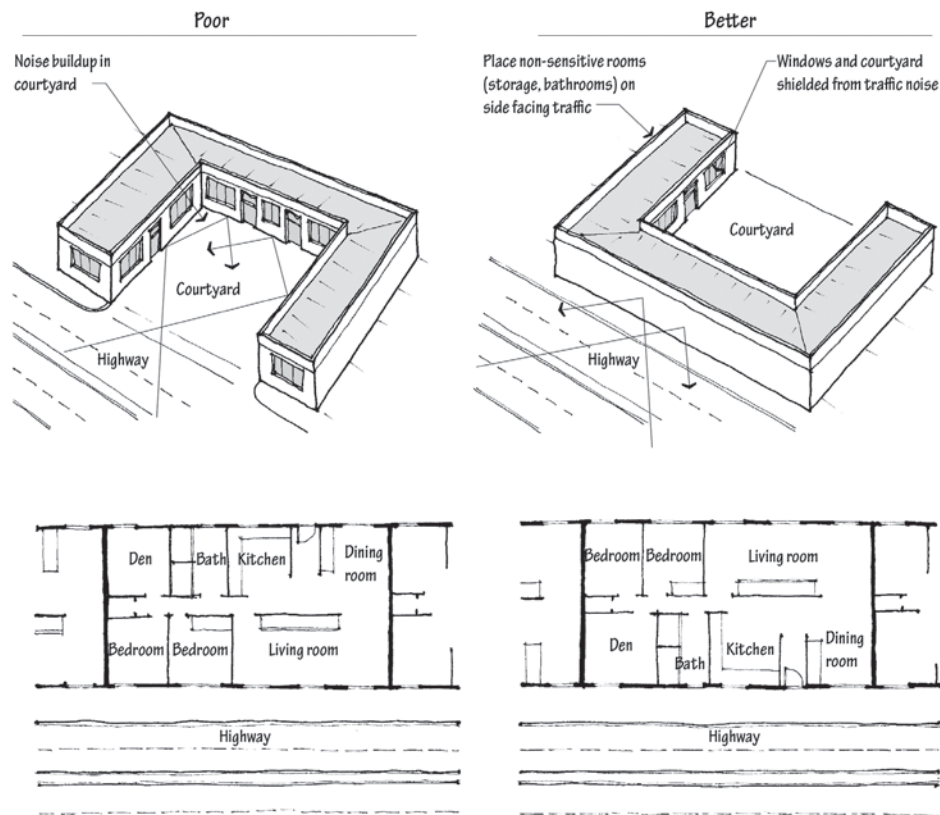 Poor
Better
Noise buildup in
courtyard
Place non-sensitive rooms
(storage, bathrooms) on
side facing traffic
Windows and courtyard
shielded from traffic noise
Courtyard
Highway
Courtyard
Highway
Den
Bath
Kitchen
Dining
room
Bedroom
Bedroom
Living room
Highway
Bedroom
Bedroom
Living room
Den
Bath
Kitchen
Dining
room
Highway